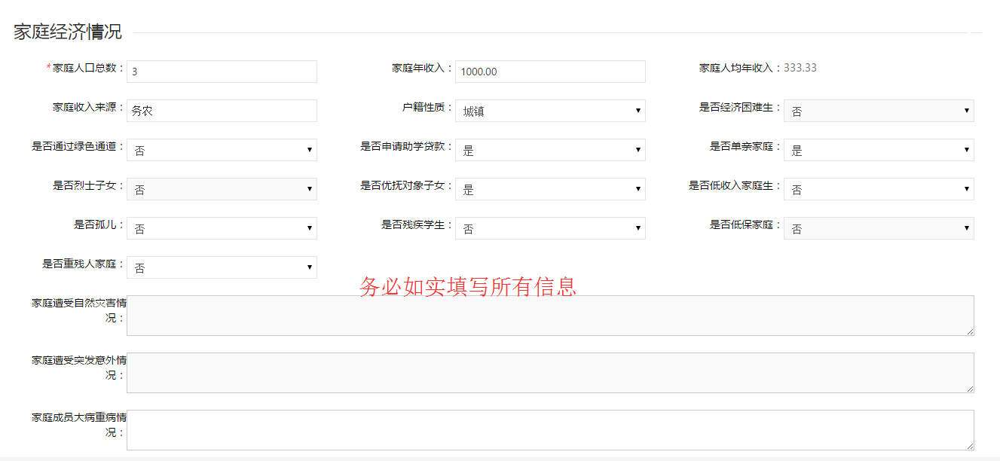 家庭经济情况
*家庭人口总数： 3 家庭年收入： 1000.00 家庭人均年收入：333.33
家庭收入来源： 务农 户籍性质： 城镇 是否经济困难生： 否
是否通过绿色通道： 否 是否申请助学贷款： 是 是否单亲家庭： 是
是否烈士子女： 否 是否优抚对象子女： 是 是否低收入家庭生： 否
是否孤儿： 否 是否残疾学生： 否 是否低保家庭： 否
是否重残人家庭： 否
务必如实填写所有信息
家庭遭受自然灾害情
况：
家庭遭受突发意外情
况：
家庭成员大病重病情
况：